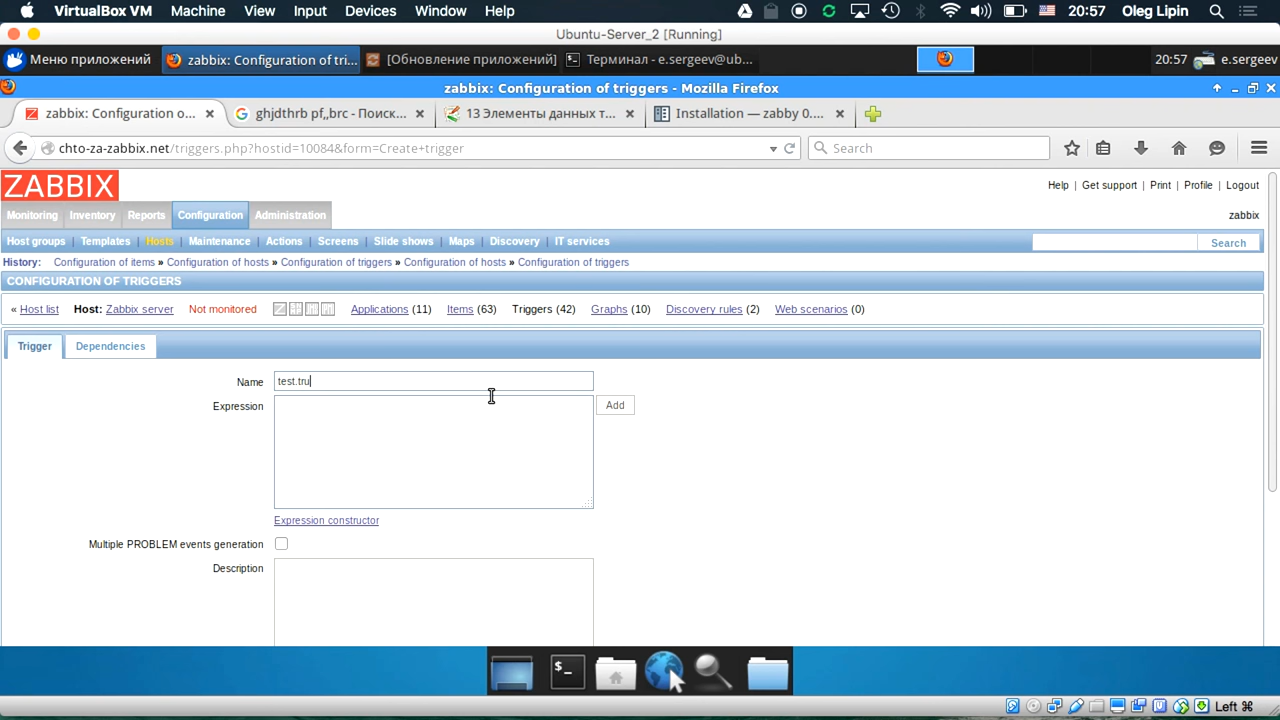 VirtualBox VM Machine View Input Devices Window Help 20:57 Oleg Lipin
Ubuntu-Server_2 [Running]
Меню приложений zabbix: Configuration of tri... [Обновление приложений] Терминал - e.sergeev@ub... 20:57 e.sergeev
zabbix: Configuration of triggers - Mozilla Firefox
zabbix: Configuration o... ghjdthrb pf,,brc - Поиск... 13 Элементы данных т... Installation — zabby 0....
chto-za-zabbix.net/triggers.php?hostid=10084&form=Create+trigger Search
ZABBIX Help | Get support | Print | Profile | Logout
Monitoring Inventory Reports Configuration Administration zabbix
Host groups | Templates | Hosts | Maintenance | Actions | Screens | Slide shows | Maps | Discovery | IT services Search
History: Configuration of items » Configuration of hosts » Configuration of triggers » Configuration of hosts » Configuration of triggers
CONFIGURATION OF TRIGGERS
« Host list Host: Zabbix server Not monitored Applications (11) Items (63) Triggers (42) Graphs (10) Discovery rules (2) Web scenarios (0)
Trigger Dependencies
Name test.tru
Expression Add
Expression constructor
Multiple PROBLEM events generation
Description
Left ⌘